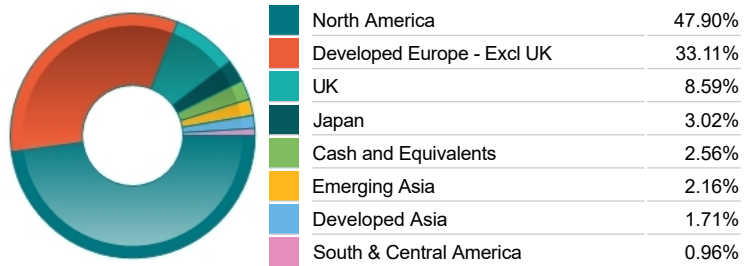 North America 47.90%
Developed Europe - Excl UK 33.11%
UK 8.59%
Japan 3.02%
Cash and Equivalents 2.56%
Emerging Asia 2.16%
Developed Asia 1.71%
South & Central America 0.96%